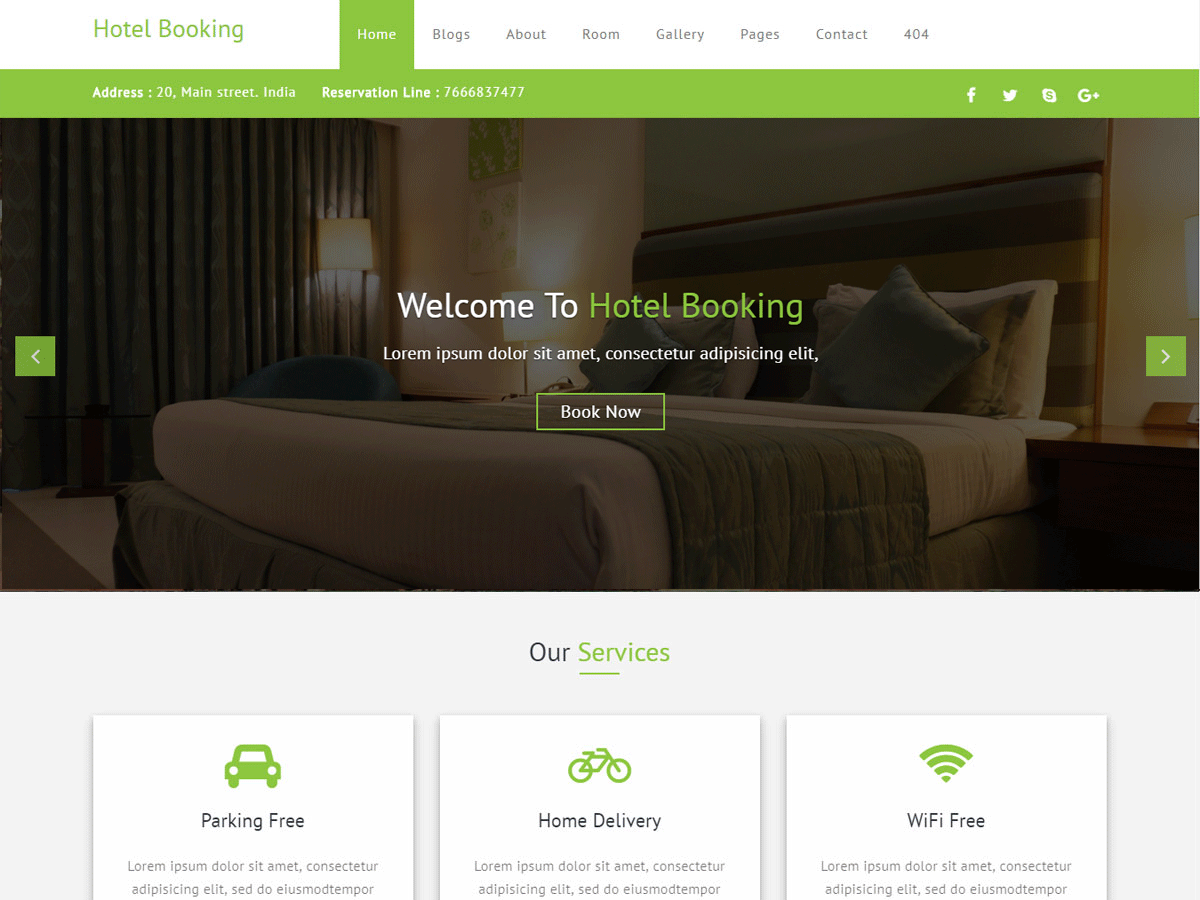 Hotel Booking
Home Blogs About Room Gallery Pages Contact 404
Address : 20, Main street. India Reservation Line : 7666837477
Welcome To Hotel Booking
Lorem ipsum dolor sit amet, consectetur adipisicing elit,
Book Now
Our Services
Parking Free
Lorem ipsum dolor sit amet, consectetur
adipisicing elit, sed do eiusmodtempor
Home Delivery
Lorem ipsum dolor sit amet, consectetur
adipisicing elit, sed do eiusmodtempor
WiFi Free
Lorem ipsum dolor sit amet, consectetur
adipisicing elit, sed do eiusmodtempor